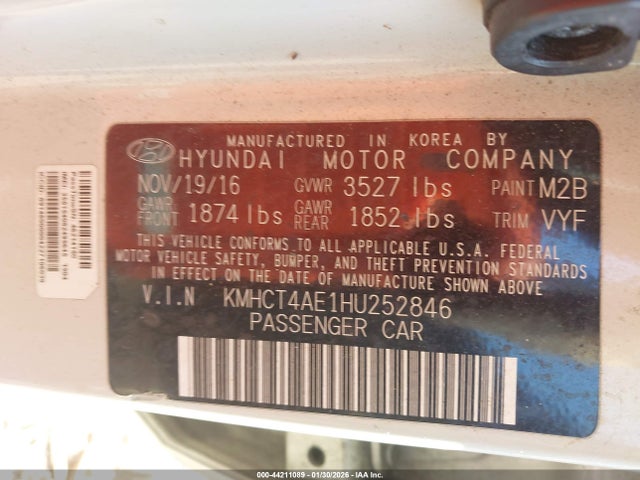 MANUFACTURED IN KOREA BY
HYUNDAI MOTOR COMPANY
NOV/19/16 GVWR 3527 lbs PAINT M2B
GAWR FRONT 1874 lbs GAWR REAR 1852 lbs TRIM VYF
THIS VEHICLE CONFORMS TO ALL APPLICABLE U.S.A. FEDERAL
MOTOR VEHICLE SAFETY, BUMPER, AND THEFT PREVENTION STANDARDS
IN EFFECT ON THE DATE OF MANUFACTURE SHOWN ABOVE
V.I.N KMHCT4AE1HU252846
PASSENGER CAR
000-44211089 - 01/30/2026 - IAA Inc.